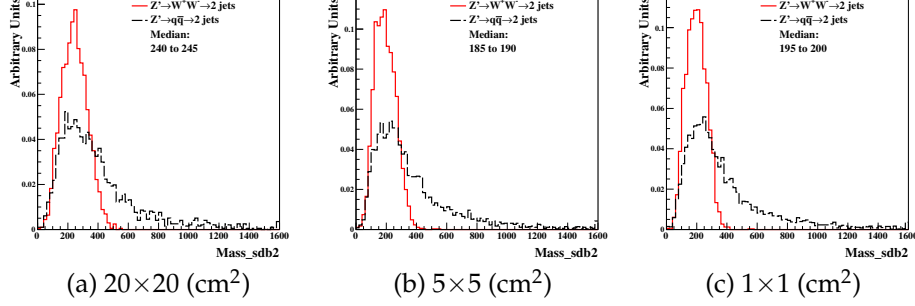 Arbitrary Units
Z'→W⁺W⁻→2 jets
Z'→qq̅→2 jets
Median:
240 to 245
0.1
0.08
0.06
0.04
0.02
0
0 200 400 600 800 1000 1200 1400 1600
Mass_sdb2
(a) 20×20 (cm²)
Arbitrary Units
Z'→W⁺W⁻→2 jets
Z'→qq̅→2 jets
Median:
185 to 190
0.1
0.08
0.06
0.04
0.02
0
0 200 400 600 800 1000 1200 1400 1600
Mass_sdb2
(b) 5×5 (cm²)
Arbitrary Units
Z'→W⁺W⁻→2 jets
Z'→qq̅→2 jets
Median:
195 to 200
0.1
0.08
0.06
0.04
0.02
0
0 200 400 600 800 1000 1200 1400 1600
Mass_sdb2
(c) 1×1 (cm²)